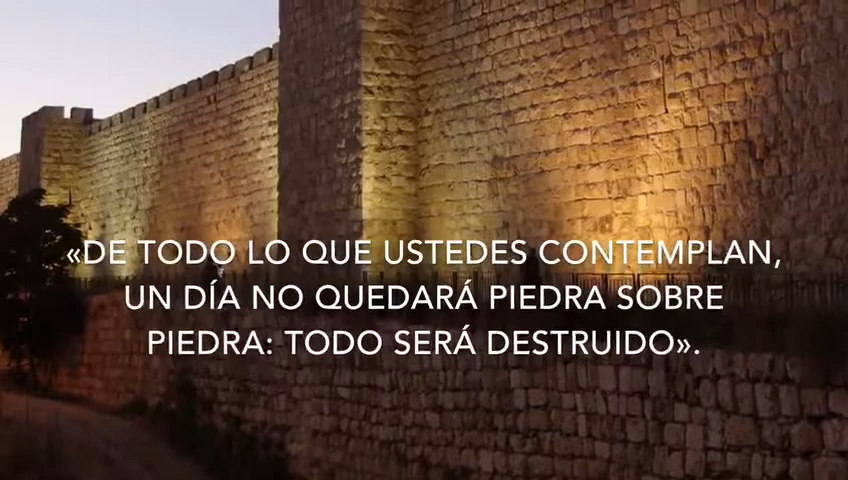 «DE TODO LO QUE USTEDES CONTEMPLAN,
UN DÍA NO QUEDARÁ PIEDRA SOBRE
PIEDRA: TODO SERÁ DESTRUIDO».